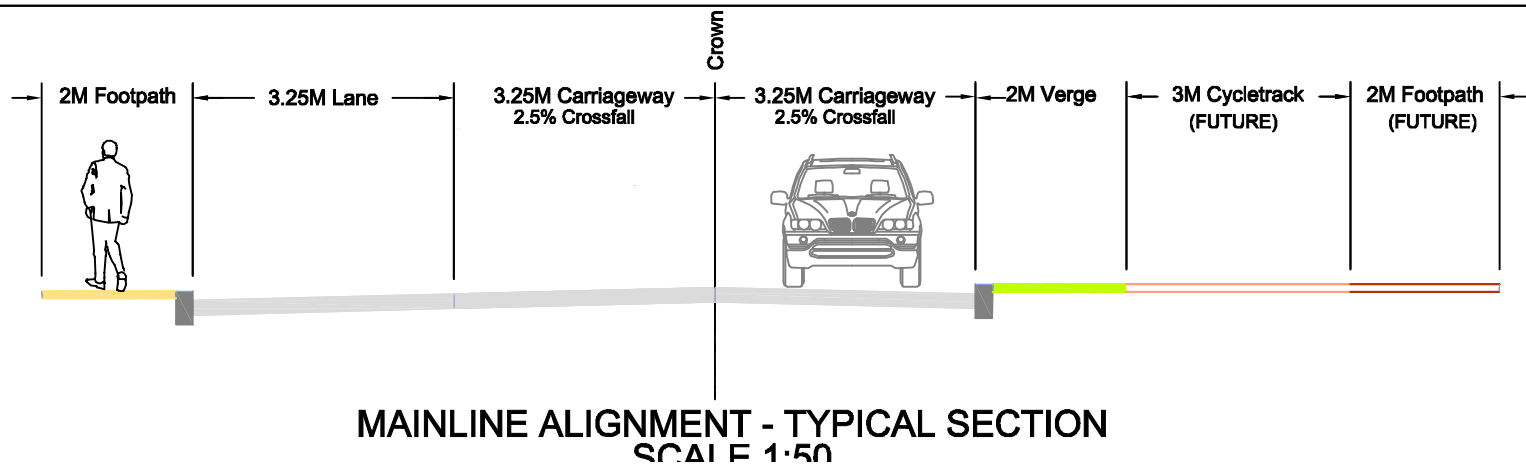 Crown
2M Footpath
3.25M Lane
3.25M Carriageway
2.5% Crossfall
3.25M Carriageway
2.5% Crossfall
2M Verge
3M Cycletrack
(FUTURE)
2M Footpath
(FUTURE)
MAINLINE ALIGNMENT - TYPICAL SECTION
SCALE 1:50